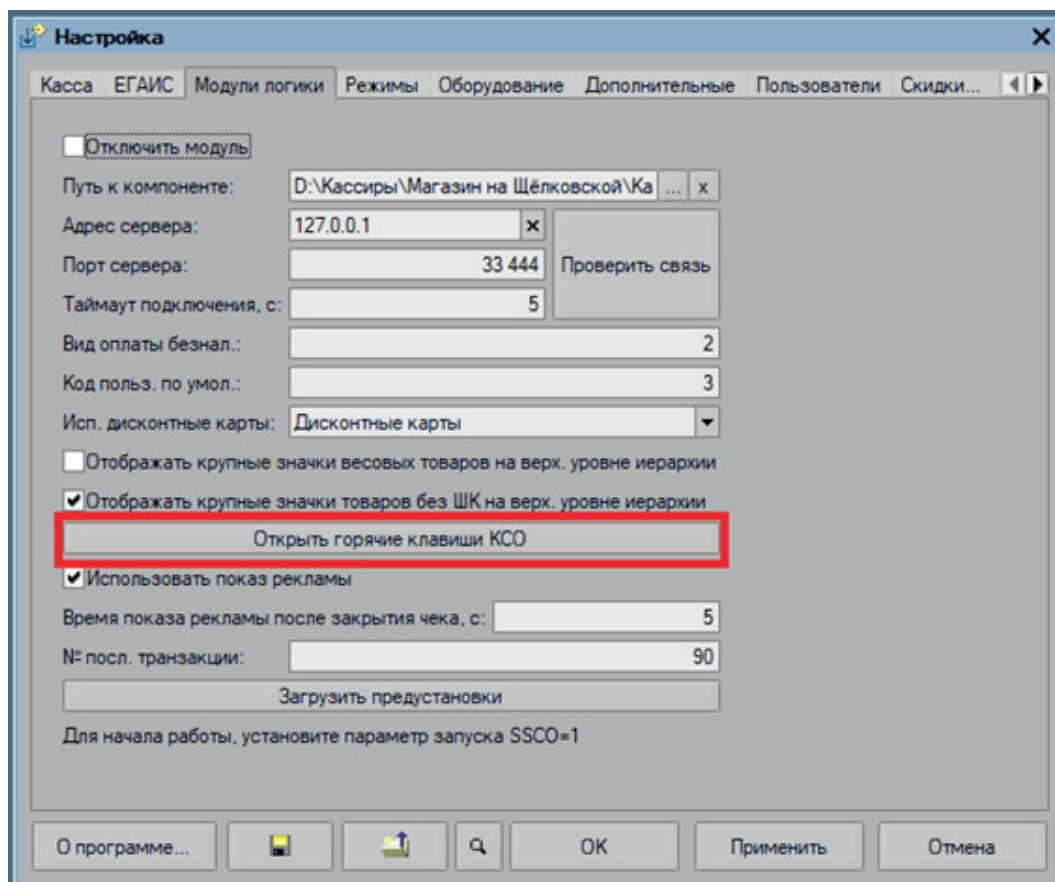 Настройка
Касса ЕГАИС Модули логики Режимы Оборудование Дополнительные Пользователи Скидки...
Отключить модуль
Путь к компоненте: D:\Кассиры\Магазин на Щёлковской\Ка ... x
Адрес сервера: 127.0.0.1
Порт сервера: 33 444 Проверить связь
Таймаут подключения, с: 5
Вид оплаты безнал.: 2
Код польз. по умол.: 3
Исп. дисконтные карты: Дисконтные карты
Отображать крупные значки весовых товаров на верх. уровне иерархии
Отображать крупные значки товаров без ШК на верх. уровне иерархии
Открыть горячие клавиши КСО
Использовать показ рекламы
Время показа рекламы после закрытия чека, с: 5
№ посл. транзакции: 90
Загрузить предустановки
Для начала работы, установите параметр запуска SSCO=1
О программе... ОК Применить Отмена